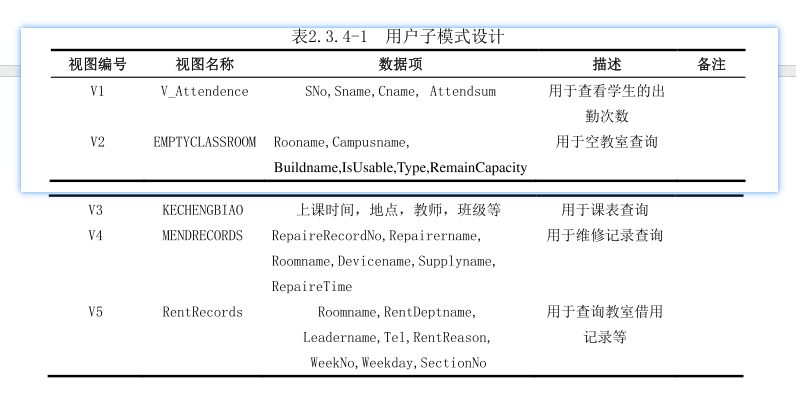 表2.3.4-1 用户子模式设计
视图编号 视图名称 数据项 描述 备注
V1 V_Attendence SNo,Sname,Cname, Attendsum 用于查看学生的出
勤次数
V2 EMPTYCLASSROOM Rooname,Campusname, 用于空教室查询
Buildname,IsUsable,Type,RemainCapacity
V3 KECHENGBIAO 上课时间，地点，教师，班级等 用于课表查询
V4 MENDRECORDS RepaireRecordNo,Repairername, 用于维修记录查询
Roomname,Devicename,Supplyname,
RepaireTime
V5 RentRecords Roomname,RentDeptname, 用于查询教室借用
Leadername,Tel,RentReason, 记录等
WeekNo,Weekday,SectionNo